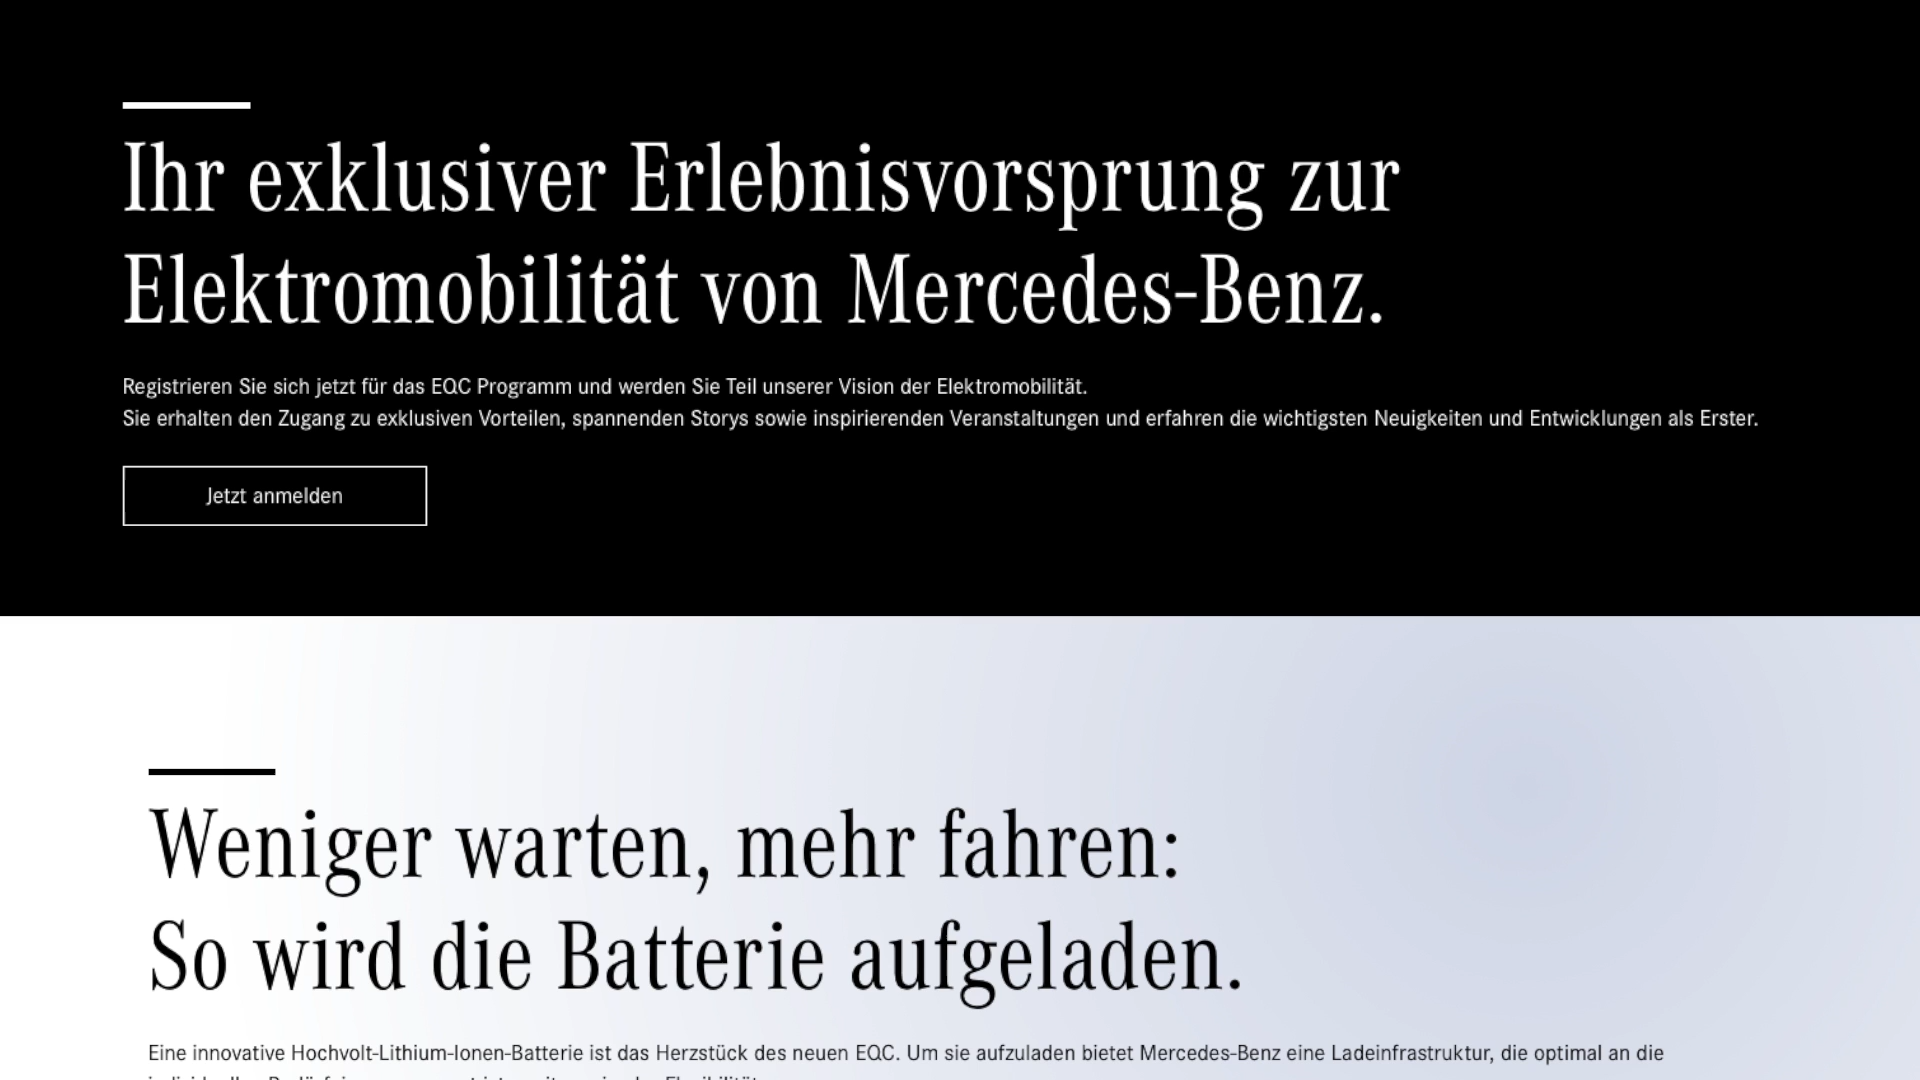 Ihr exklusiver Erlebnisvorsprung zur
Elektromobilität von Mercedes-Benz.
Registrieren Sie sich jetzt für das EQC Programm und werden Sie Teil unserer Vision der Elektromobilität.
Sie erhalten den Zugang zu exklusiven Vorteilen, spannenden Storys sowie inspirierenden Veranstaltungen und erfahren die wichtigsten Neuigkeiten und Entwicklungen als Erster.
Jetzt anmelden
Weniger warten, mehr fahren:
So wird die Batterie aufgeladen.
Eine innovative Hochvolt-Lithium-Ionen-Batterie ist das Herzstück des neuen EQC. Um sie aufzuladen bietet Mercedes-Benz eine Ladeinfrastruktur, die optimal an die